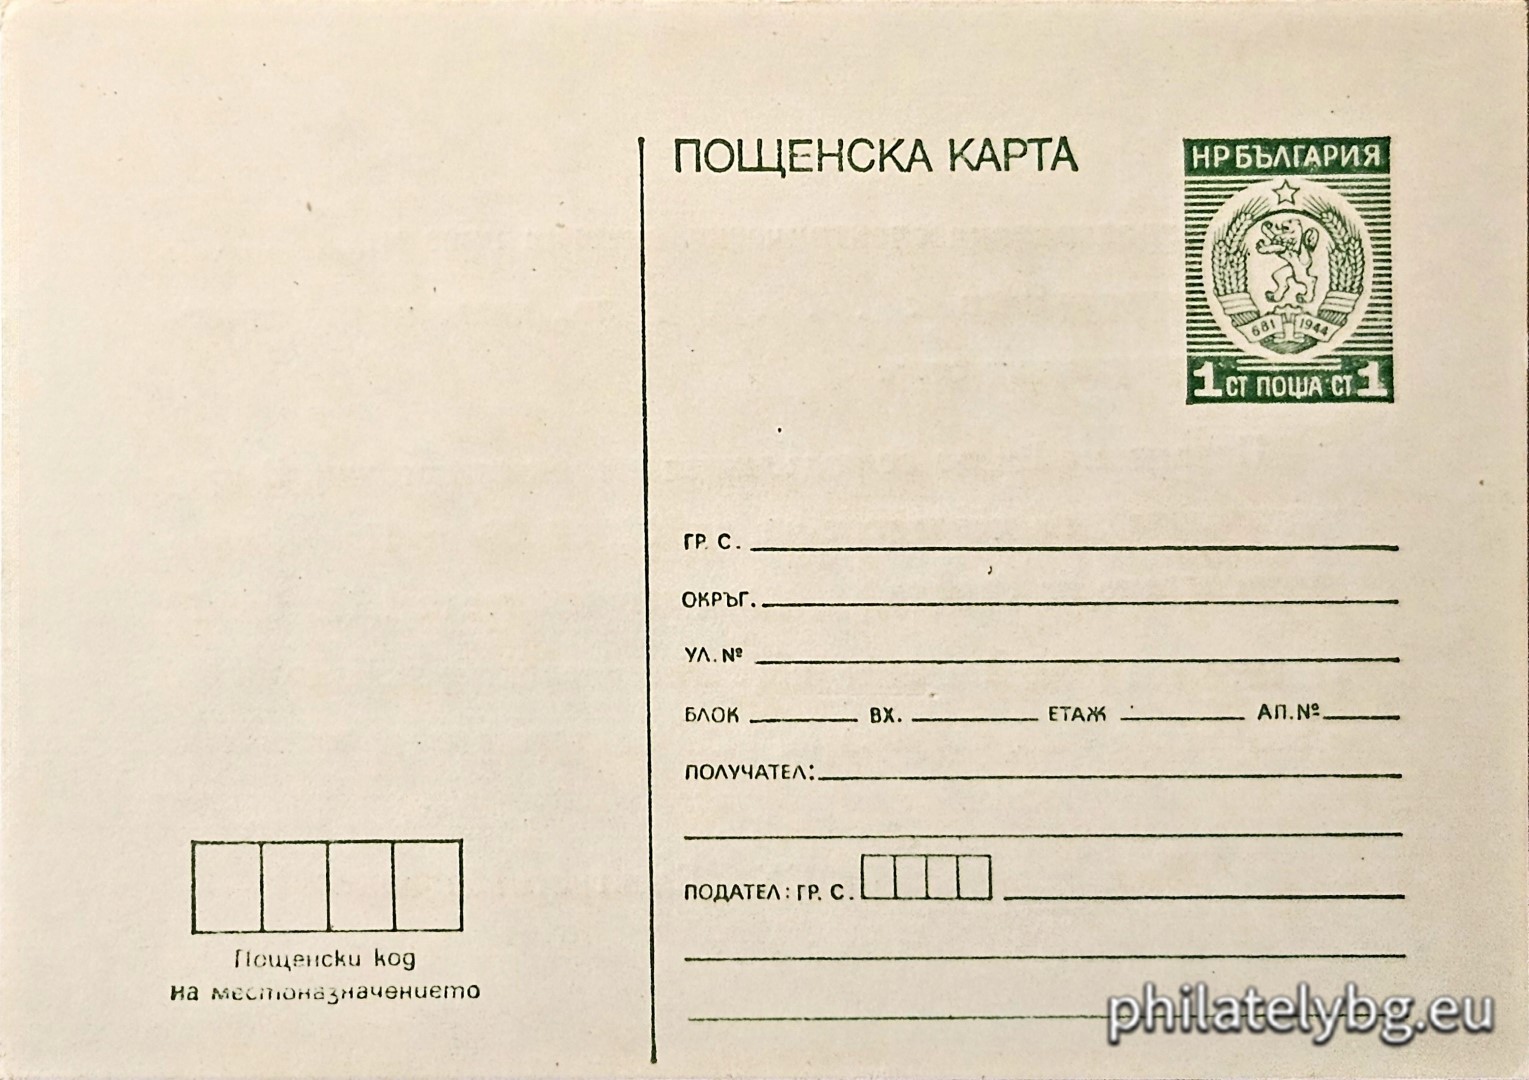 ПОЩЕНСКА КАРТА
НР БЪЛГАРИЯ
681 1944
1 СТ ПОЩА СТ 1
ГР. С.
ОКРЪГ.
УЛ. №
БЛОК ВХ. ЕТАЖ АП. №
ПОЛУЧАТЕЛ:
ПОДАТЕЛ: ГР. С.
Пощенски код
на местоназначението
philatelybg.eu